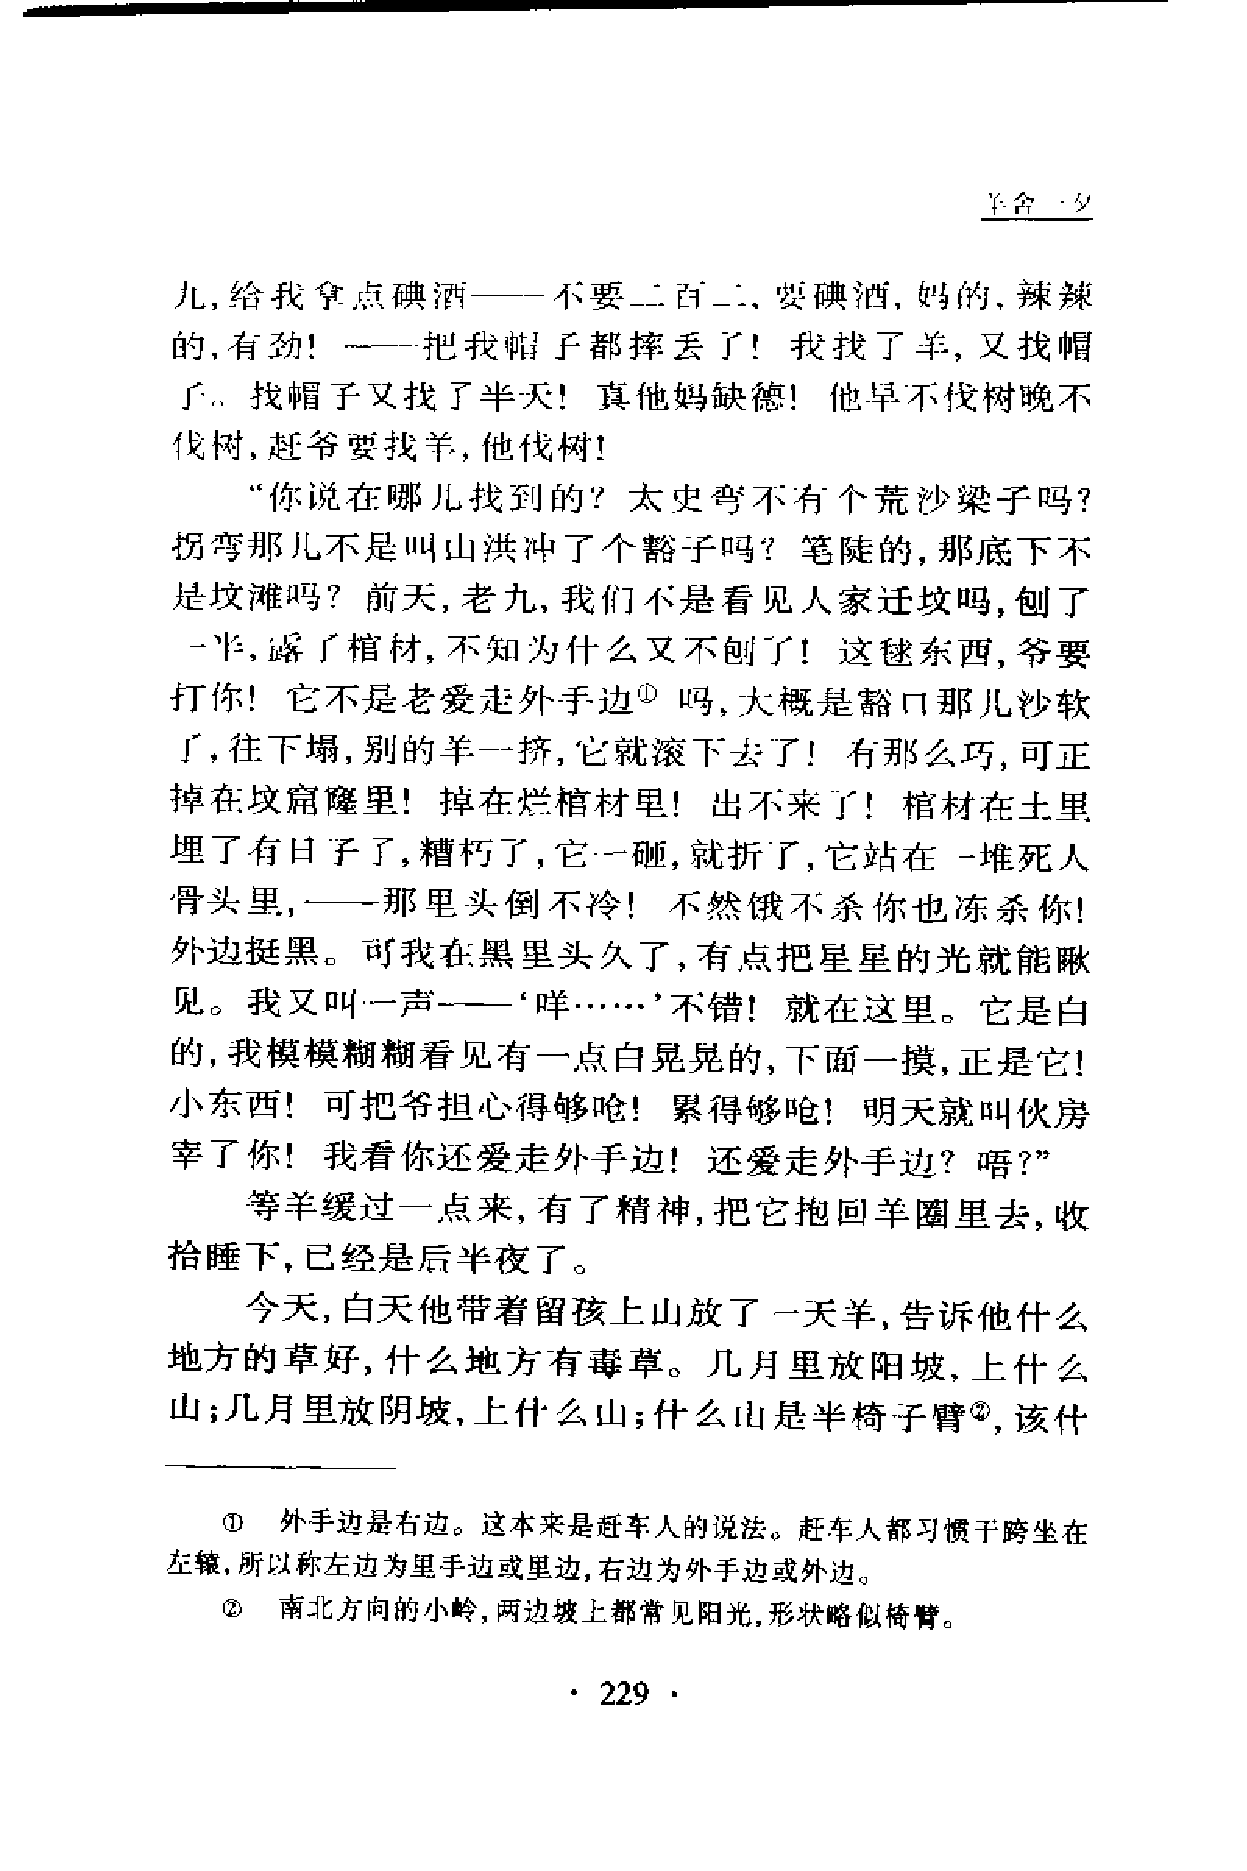 羊舍一夕
九,给我拿点碘酒——不要二百二,要碘酒,妈的,辣辣
的,有劲! ——把我帽子都摔丢了! 我找了羊,又找帽
子。找帽子又找了半天! 真他妈缺德! 他早不伐树晚不
伐树,赶爷要找羊,他伐树!
“你说在哪儿找到的? 太史弯不有个荒沙梁子吗?
拐弯那儿不是叫山洪冲了个豁子吗? 笔陡的,那底下不
是坟滩吗? 前天,老九,我们不是看见人家迁坟吗,刨了
一半,露了棺材,不知为什么又不刨了! 这毬东西,爷要
打你! 它不是老爱走外手边①吗,大概是豁口那儿沙软
了,往下塌,别的羊一挤,它就滚下去了! 有那么巧,可正
掉在坟窟窿里! 掉在烂棺材里! 出不来了! 棺材在土里
埋了有日子了,糟朽了,它一砸,就折了,它站在一堆死人
骨头里,——那里头倒不冷! 不然饿不杀你也冻杀你!
外边挺黑。可我在黑里头久了,有点把星星的光就能瞅
见。我又叫一声——‘咩……’不错! 就在这里。它是白
的,我模模糊糊看见有一点白晃晃的,下面一摸,正是它!
小东西! 可把爷担心得够呛! 累得够呛! 明天就叫伙房
宰了你! 我看你还爱走外手边! 还爱走外手边? 唔?”
等羊缓过一点来,有了精神,把它抱回羊圈里去,收
拾睡下,已经是后半夜了。
今天,白天他带着留孩上山放了一天羊,告诉他什么
地方的草好,什么地方有毒草。几月里放阳坡,上什么
山;几月里放阴坡,上什么山;什么山是半椅子臂②,该什
① 外手边是右边。这本来是赶车人的说法。赶车人都习惯于跨坐在
左辕,所以称左边为里手边或里边,右边为外手边或外边。
② 南北方向的小岭,两边坡上都常见阳光,形状略似椅臂。
· 229 ·